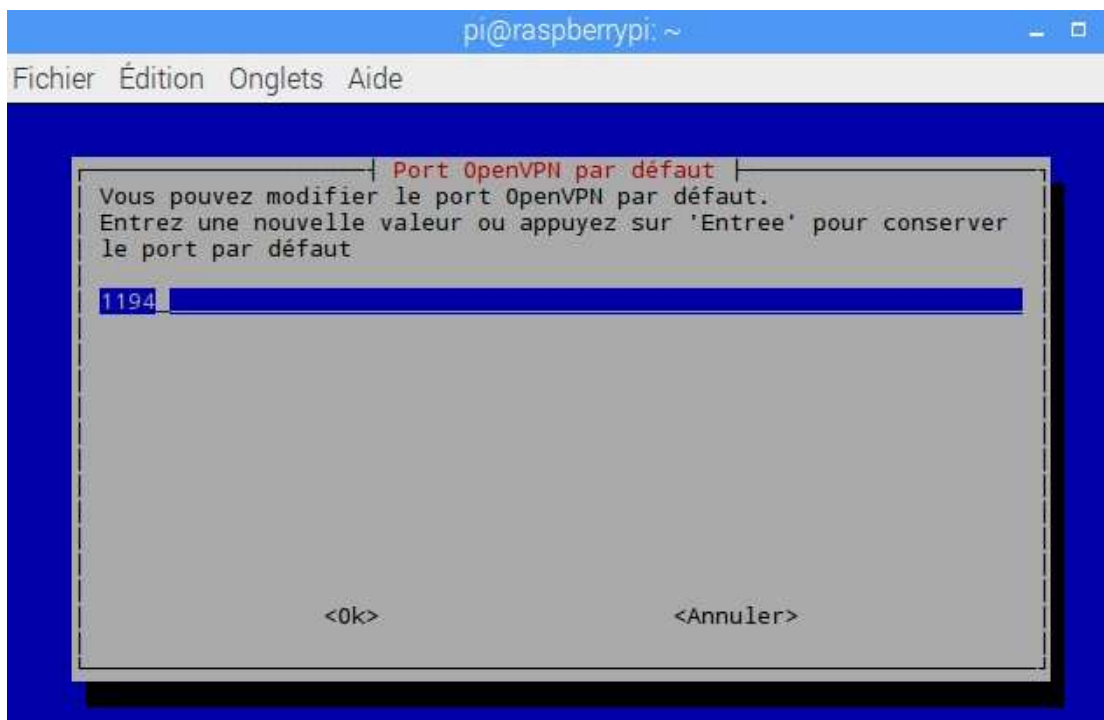 pi@raspberrypi: ~
Fichier Édition Onglets Aide
Port OpenVPN par défaut
Vous pouvez modifier le port OpenVPN par défaut.
Entrez une nouvelle valeur ou appuyez sur 'Entree' pour conserver
le port par défaut
1194
<Ok> <Annuler>